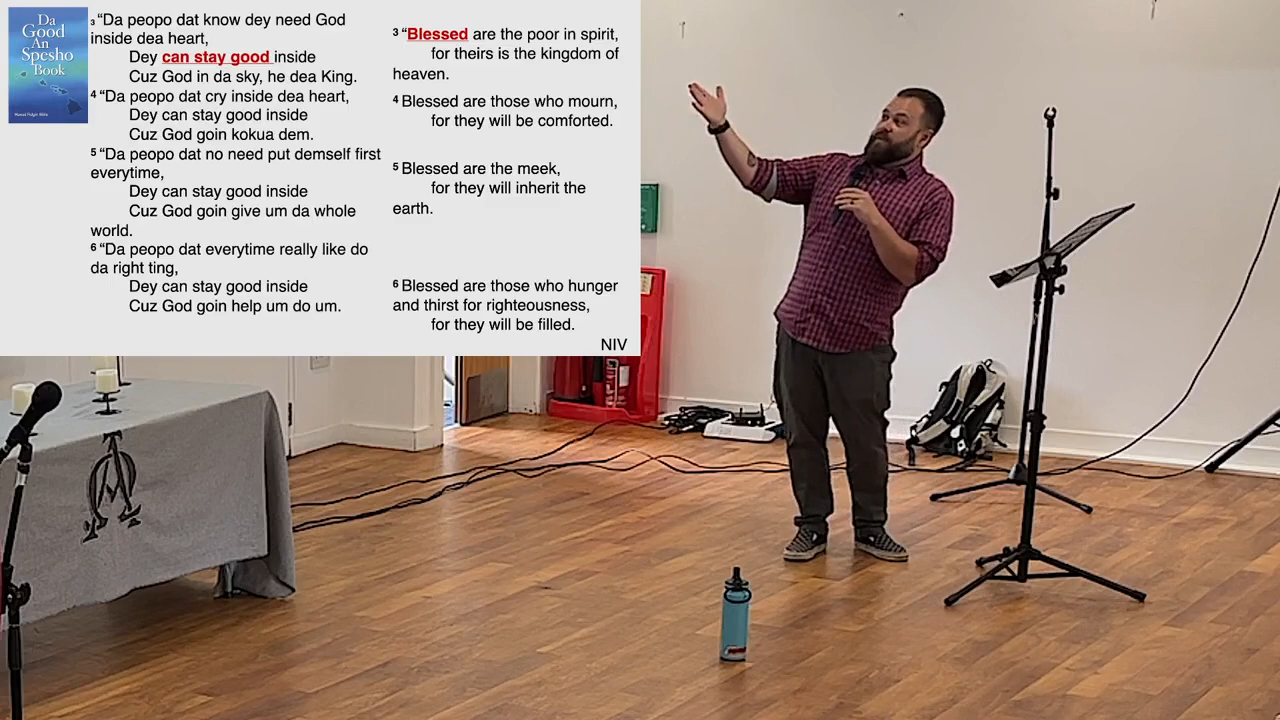 Da
Good
An
Spesho
Book
3 “Da peopo dat know dey need God
inside dea heart,
Dey can stay good inside
Cuz God in da sky, he dea King.
4 “Da peopo dat cry inside dea heart,
Dey can stay good inside
Cuz God goin kokua dem.
5 “Da peopo dat no need put demself first
everytime,
Dey can stay good inside
Cuz God goin give um da whole
world.
6 “Da peopo dat everytime really like do
da right ting,
Dey can stay good inside
Cuz God goin help um do um.
3 “Blessed are the poor in spirit,
for theirs is the kingdom of
heaven.
4 Blessed are those who mourn,
for they will be comforted.
5 Blessed are the meek,
for they will inherit the
earth.
6 Blessed are those who hunger
and thirst for righteousness,
for they will be filled.
NIV